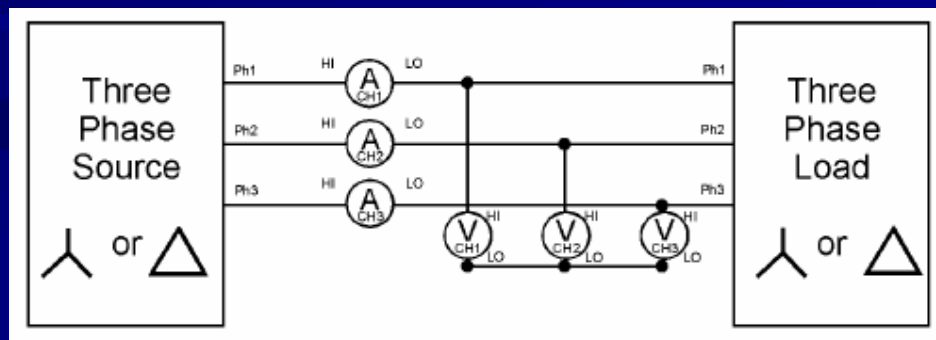 Three
Phase
Source
or
Ph1
HI
A
CH1
LO
Ph1
Ph2
HI
A
CH2
LO
Ph2
Ph3
HI
A
CH3
LO
Ph3
V
CH1
HI
LO
V
CH2
HI
LO
V
CH3
HI
LO
Three
Phase
Load
or